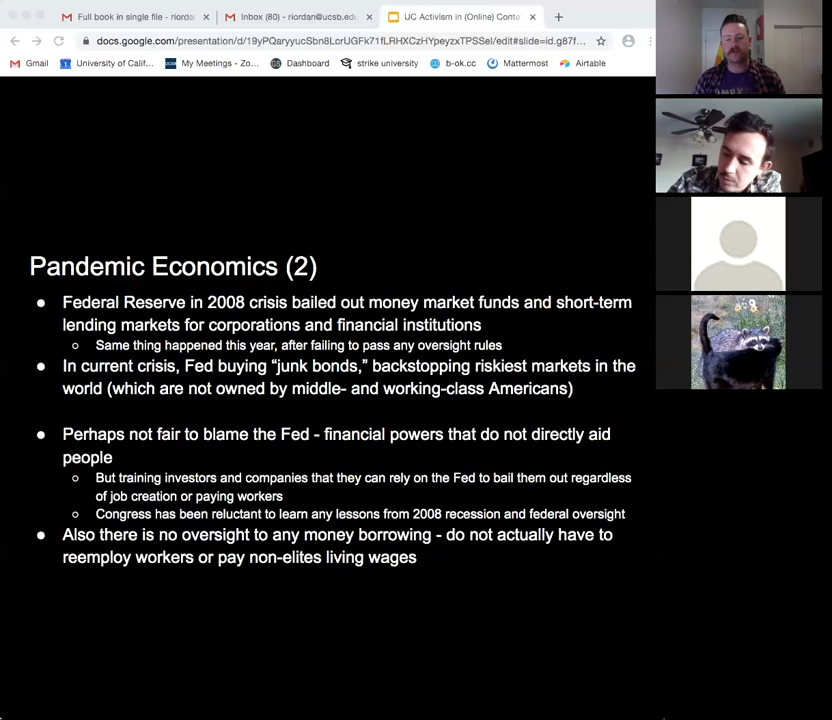 Full book in single file - riorda
Inbox (80) - riordan@ucsb.edu
UC Activism in (Online) Conte
docs.google.com/presentation/d/19yPQaryyucSbn8LcrUGFk71fLRHXCzHYpeyzxTPSSeI/edit#slide=id.g87f...
Gmail
University of Calif...
My Meetings - Zo...
Dashboard
strike university
b-ok.cc
Mattermost
Airtable
Pandemic Economics (2)
● Federal Reserve in 2008 crisis bailed out money market funds and short-term
lending markets for corporations and financial institutions
○ Same thing happened this year, after failing to pass any oversight rules
● In current crisis, Fed buying “junk bonds,” backstopping riskiest markets in the
world (which are not owned by middle- and working-class Americans)
● Perhaps not fair to blame the Fed - financial powers that do not directly aid
people
○ But training investors and companies that they can rely on the Fed to bail them out regardless
of job creation or paying workers
○ Congress has been reluctant to learn any lessons from 2008 recession and federal oversight
● Also there is no oversight to any money borrowing - do not actually have to
reemploy workers or pay non-elites living wages